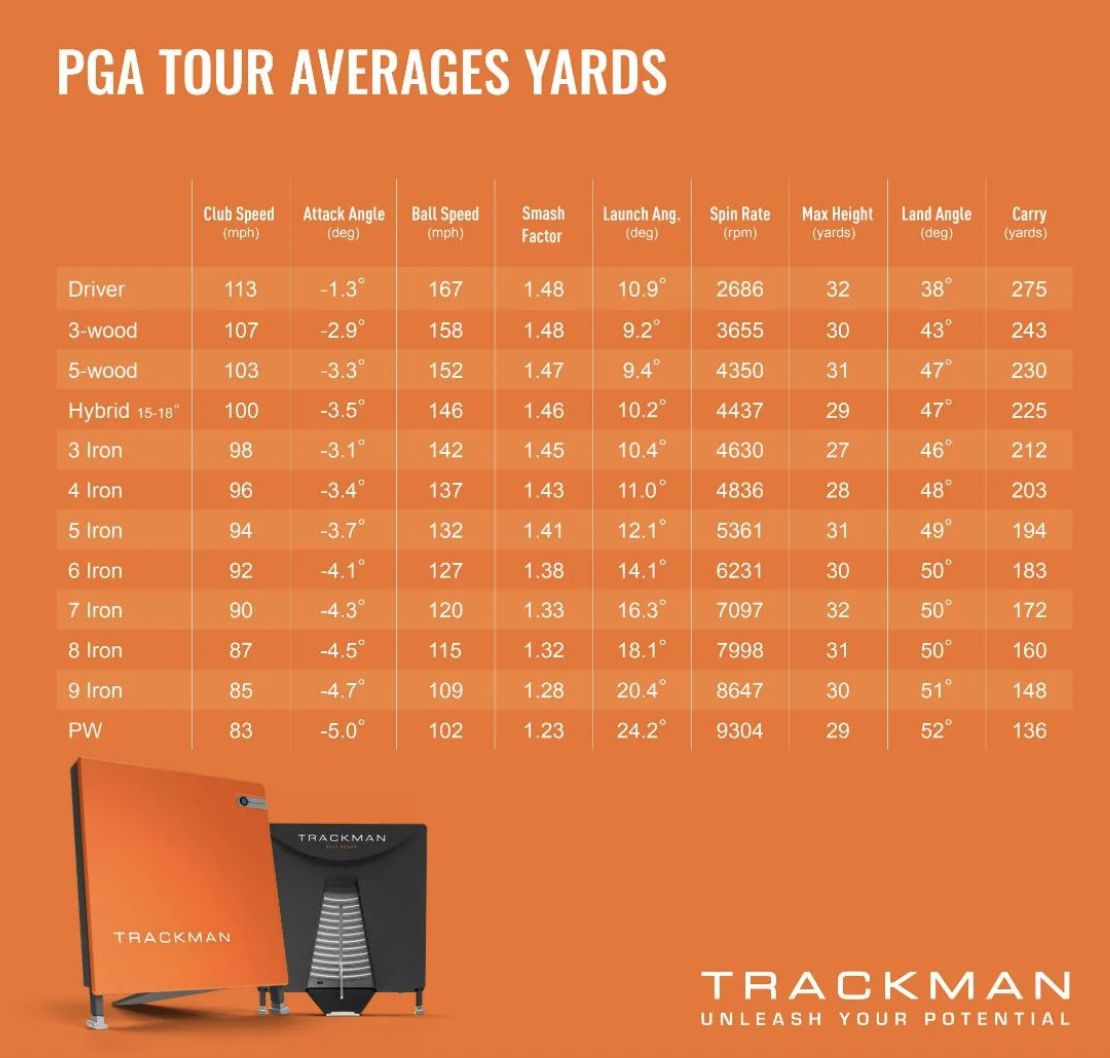 PGA TOUR AVERAGES YARDS
Club Speed Attack Angle Ball Speed Smash Launch Ang. Spin Rate Max Height Land Angle Carry
(mph) (deg) (mph) Factor (deg) (rpm) (yards) (deg) (yards)
Driver 113 -1.3° 167 1.48 10.9° 2686 32 38° 275
3-wood 107 -2.9° 158 1.48 9.2° 3655 30 43° 243
5-wood 103 -3.3° 152 1.47 9.4° 4350 31 47° 230
Hybrid 15-18° 100 -3.5° 146 1.46 10.2° 4437 29 47° 225
3 Iron 98 -3.1° 142 1.45 10.4° 4630 27 46° 212
4 Iron 96 -3.4° 137 1.43 11.0° 4836 28 48° 203
5 Iron 94 -3.7° 132 1.41 12.1° 5361 31 49° 194
6 Iron 92 -4.1° 127 1.38 14.1° 6231 30 50° 183
7 Iron 90 -4.3° 120 1.33 16.3° 7097 32 50° 172
8 Iron 87 -4.5° 115 1.32 18.1° 7998 31 50° 160
9 Iron 85 -4.7° 109 1.28 20.4° 8647 30 51° 148
PW 83 -5.0° 102 1.23 24.2° 9304 29 52° 136
TRACKMAN
TRACKMAN
TRACKMAN
UNLEASH YOUR POTENTIAL